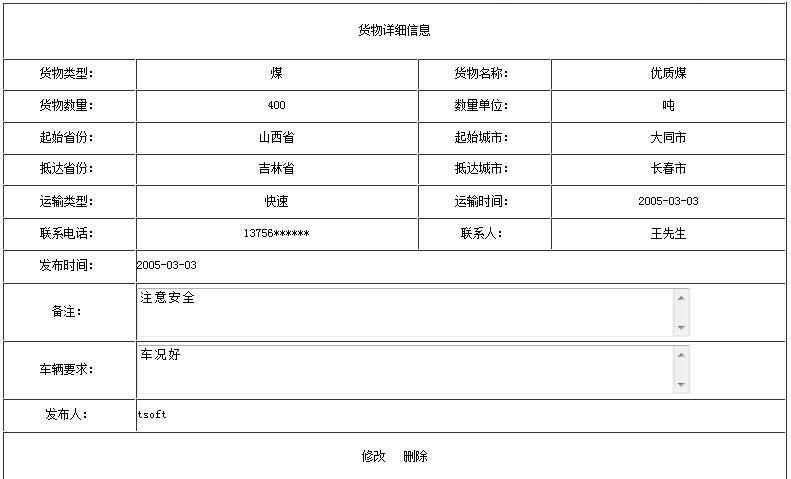 货物详细信息
货物类型： 煤 货物名称： 优质煤
货物数量： 400 数量单位： 吨
起始省份： 山西省 起始城市： 大同市
抵达省份： 吉林省 抵达城市： 长春市
运输类型： 快速 运输时间： 2005-03-03
联系电话： 13756****** 联系人： 王先生
发布时间： 2005-03-03
备注： 注意安全
车辆要求： 车况好
发布人： tsoft
修改 删除